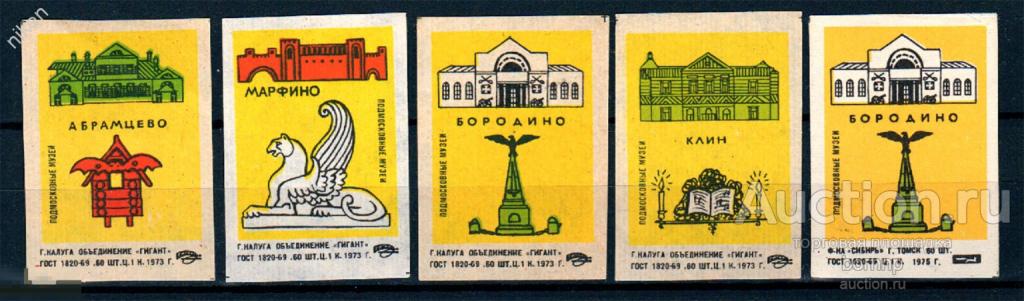 nikon
АБРАМЦЕВО
ПОДМОСКОВНЫЕ МУЗЕИ
Г. КАЛУГА ОБЪЕДИНЕНИЕ „ГИГАНТ"
ГОСТ 1820-69 .60 ШТ. Ц. 1 К. 1973 Г.
МАРФИНО
ПОДМОСКОВНЫЕ МУЗЕИ
Г. КАЛУГА ОБЪЕДИНЕНИЕ „ГИГАНТ"
ГОСТ 1820-69 .60 ШТ. Ц. 1 К. 1973 Г.
БОРОДИНО
ПОДМОСКОВНЫЕ МУЗЕИ
Г. КАЛУГА ОБЪЕДИНЕНИЕ „ГИГАНТ"
ГОСТ 1820-69 .60 ШТ. Ц. 1 К. 1973 Г.
КЛИН
ПОДМОСКОВНЫЕ МУЗЕИ
Г. КАЛУГА ОБЪЕДИНЕНИЕ „ГИГАНТ"
ГОСТ 1820-69 .60 ШТ. Ц. 1 К. 1973 Г.
БОРОДИНО
ПОДМОСКОВНЫЕ МУЗЕИ
Ф-КА „СИБИРЬ" Г. ТОМСК 60 ШТ.
ГОСТ 1820-69 Ц. 1 К. 1975 Г.
Auction.ru
торговая площадка
auction.ru